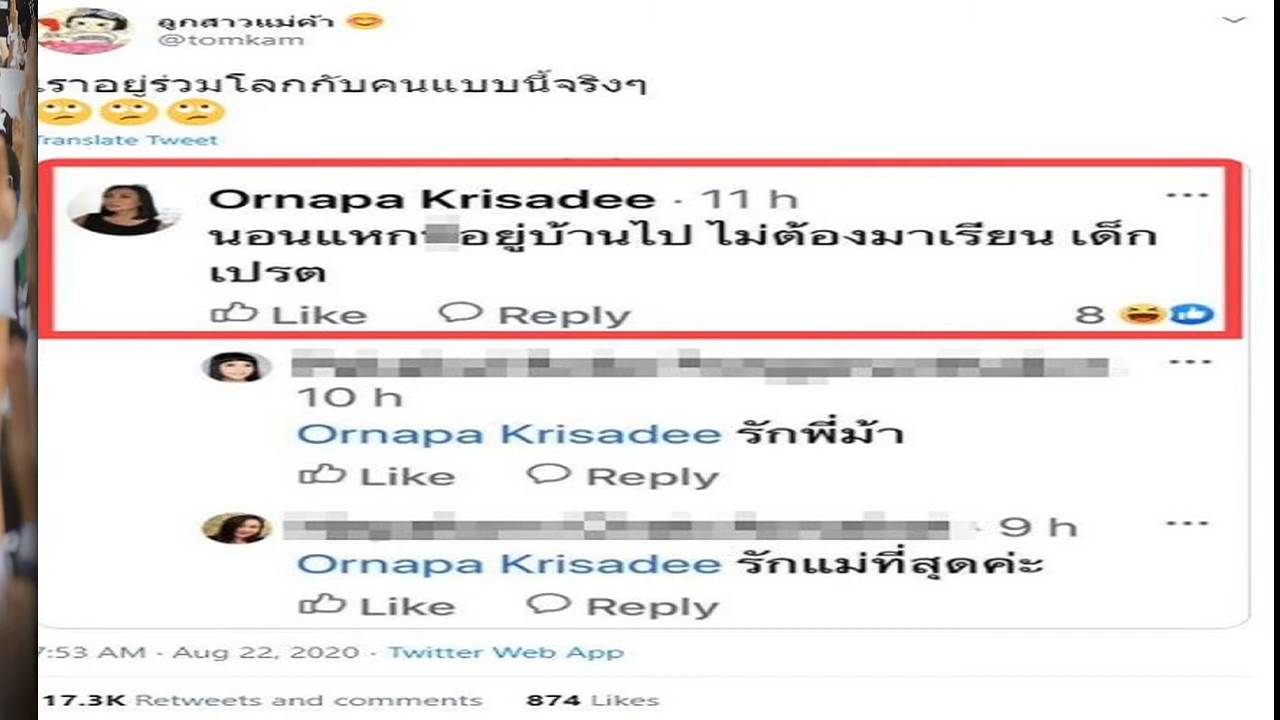 ลูกสาวแม่ค้า 😊
@tomkam
เราอยู่ร่วมโลกกับคนแบบนี้จริงๆ
🙄🙄🙄
Translate Tweet
Ornapa Krisadee · 11 h
นอนแหก อยู่บ้านไป ไม่ต้องมาเรียน เด็ก
เปรต
Like Reply 8
10 h
Ornapa Krisadee รักพี่ม้า
Like Reply
9 h
Ornapa Krisadee รักแม่ที่สุดค่ะ
Like Reply
7:53 AM · Aug 22, 2020 · Twitter Web App
17.3K Retweets and comments 874 Likes